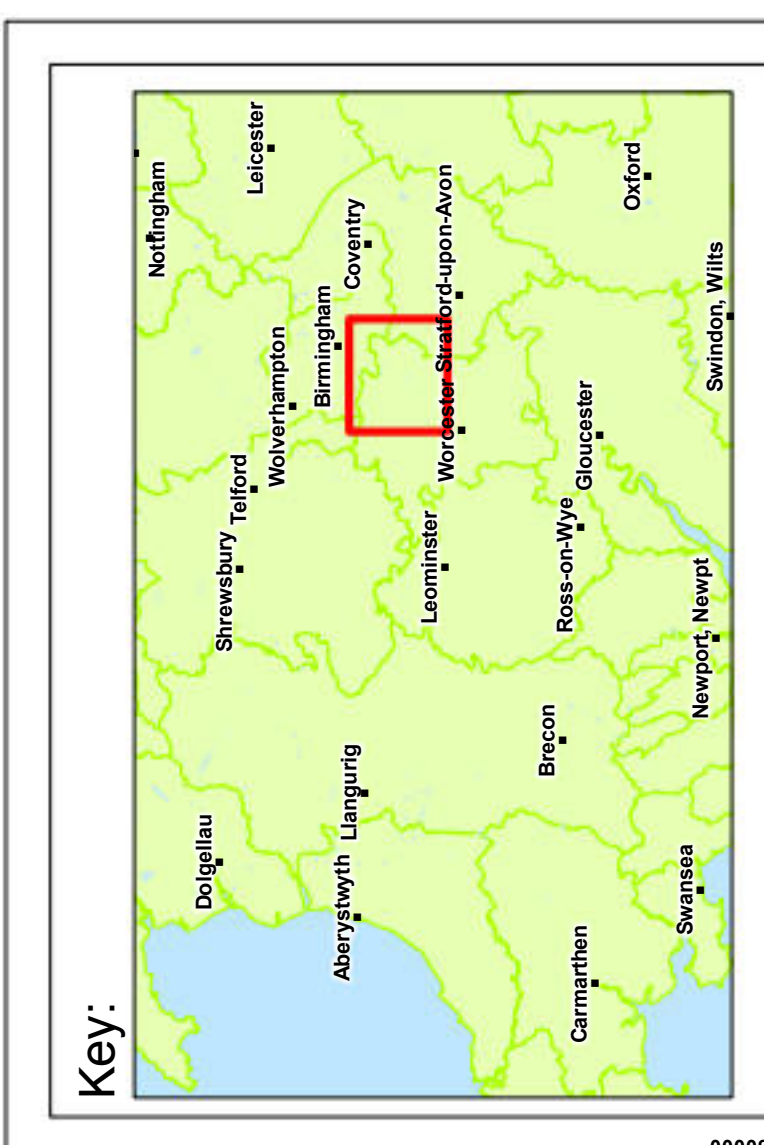 Key:
Nottingham
Leicester
Coventry
Birmingham
Wolverhampton
Telford
Shrewsbury
Dolgellau
Llangurig
Aberystwyth
Leominster
Worcester
Stratford-upon-Avon
Oxford
Swindon, Wilts
Gloucester
Ross-on-Wye
Newport, Newpt
Brecon
Carmarthen
Swansea